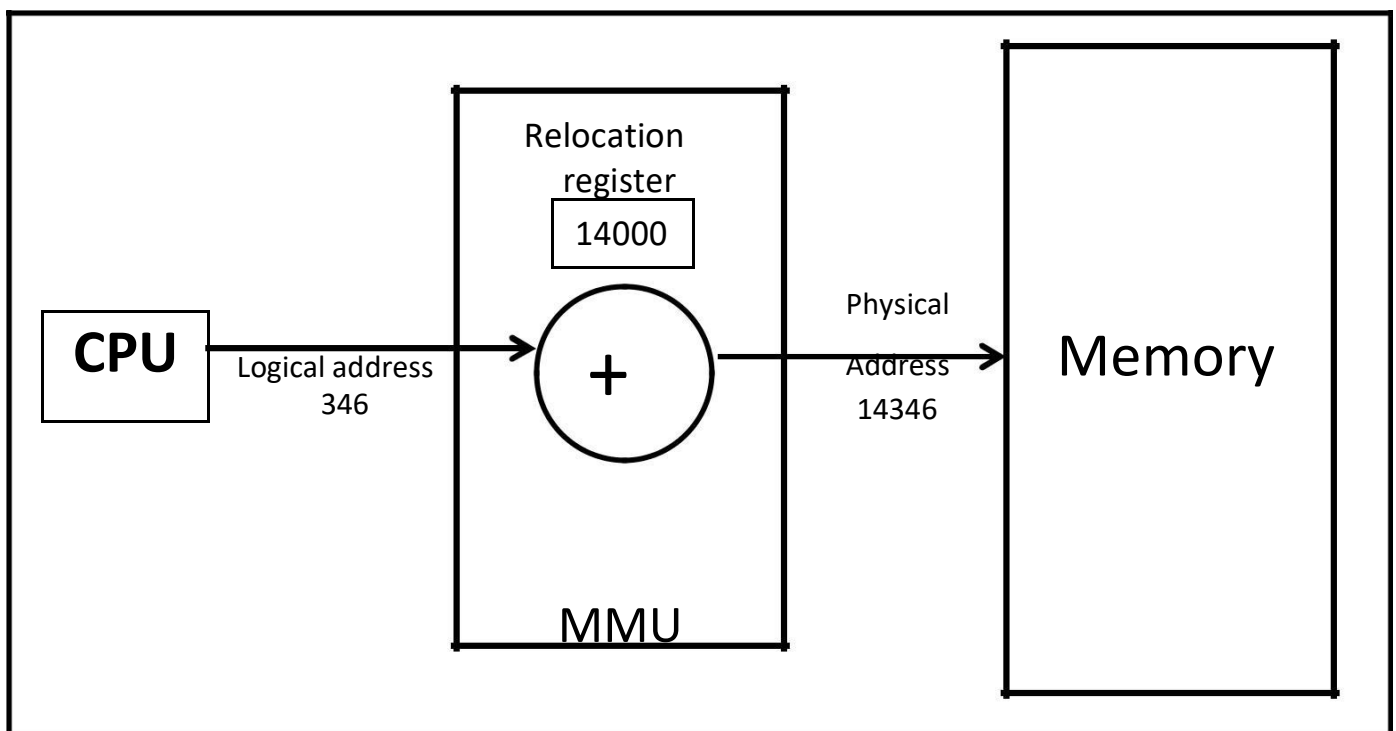 Relocation
register
14000
CPU
Logical address
346
+
MMU
Physical
Address
14346
Memory